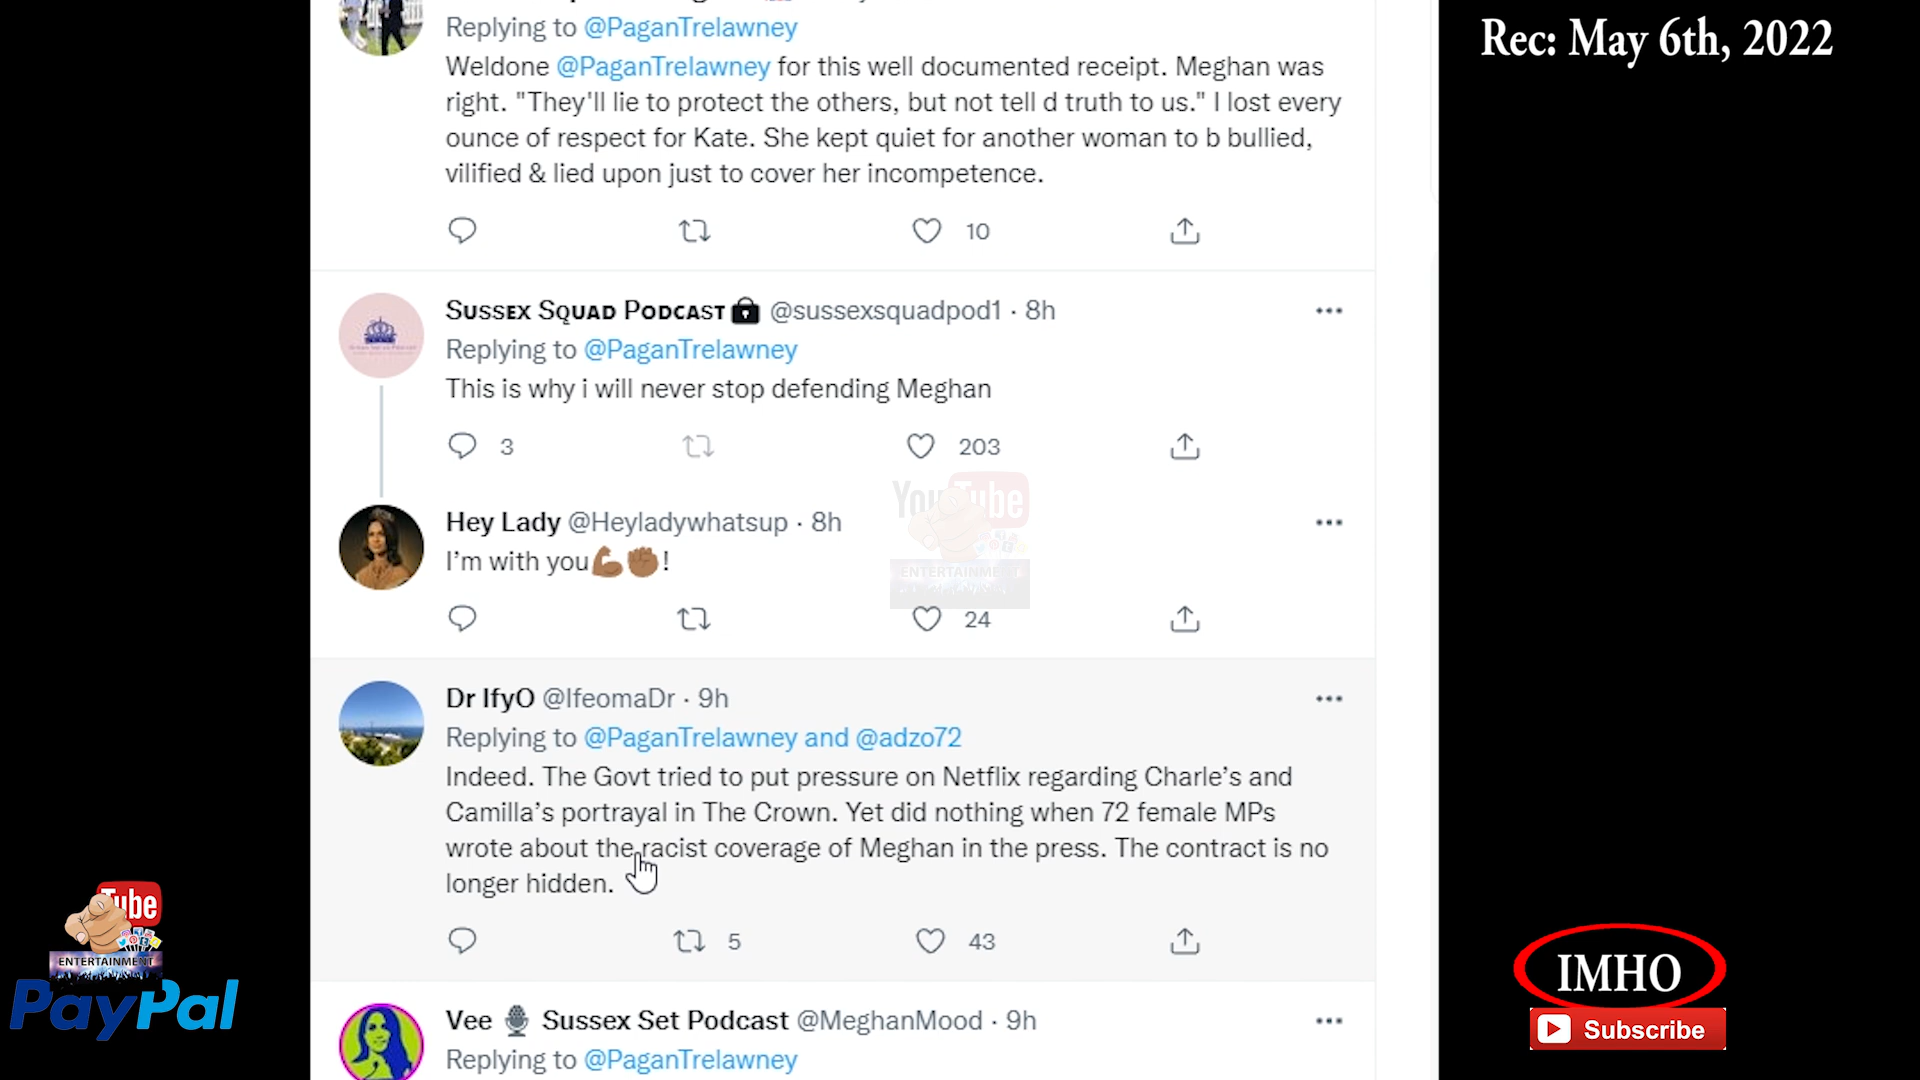 Rec: May 6th, 2022
Replying to @PaganTrelawney
Weldone @PaganTrelawney for this well documented receipt. Meghan was
right. "They'll lie to protect the others, but not tell d truth to us." I lost every
ounce of respect for Kate. She kept quiet for another woman to b bullied,
vilified & lied upon just to cover her incompetence.
10
Sussex Squad Podcast @sussexsquadpod1 · 8h
Replying to @PaganTrelawney
This is why i will never stop defending Meghan
3 203
YouTube
ENTERTAINMENT
Hey Lady @Heyladywhatsup · 8h
I’m with you💪🏾✊🏾!
24
Dr IfyO @IfeomaDr · 9h
Replying to @PaganTrelawney and @adzo72
Indeed. The Govt tried to put pressure on Netflix regarding Charle’s and
Camilla’s portrayal in The Crown. Yet did nothing when 72 female MPs
wrote about the racist coverage of Meghan in the press. The contract is no
longer hidden.
5 43
Vee 🎙 Sussex Set Podcast @MeghanMood · 9h
Replying to @PaganTrelawney
Tube
ENTERTAINMENT
PayPal
IMHO
Subscribe